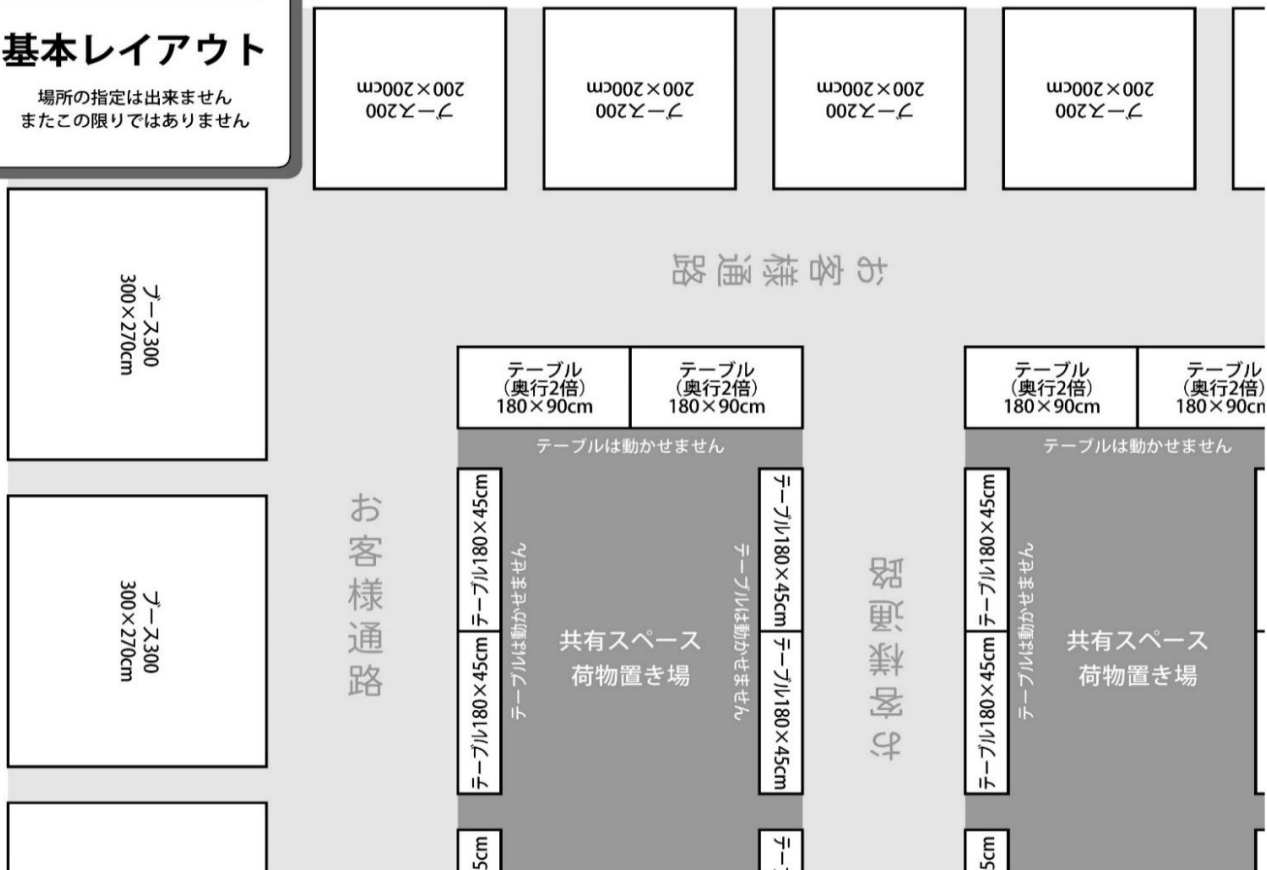 基本レイアウト
場所の指定は出来ません
またこの限りではありません
ブース200
200×200cm
ブース200
200×200cm
ブース200
200×200cm
ブース200
200×200cm
お客様通路
ブース300
300×270cm
ブース300
300×270cm
お客様通路
テーブル
(奥行2倍)
180×90cm
テーブル
(奥行2倍)
180×90cm
テーブルは動かせません
テーブル180×45cm
テーブル180×45cm
テーブルは動かせません
共有スペース
荷物置き場
テーブルは動かせません
テーブル180×45cm
テーブル180×45cm
5cm
テー
お客様通路
テーブル
(奥行2倍)
180×90cm
テーブル
(奥行2倍)
180×90cm
テーブルは動かせません
テーブル180×45cm
テーブル180×45cm
テーブルは動かせません
共有スペース
荷物置き場
5cm